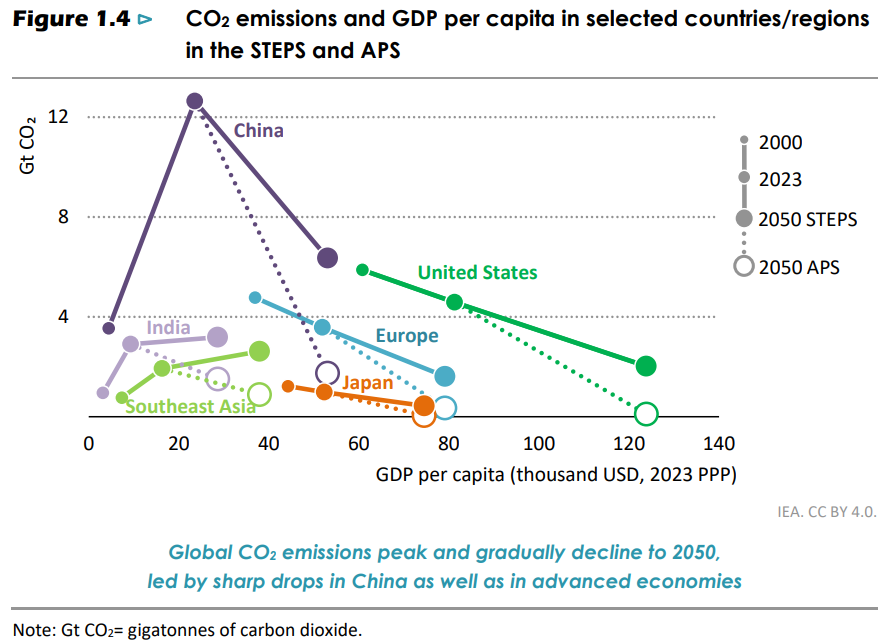 Figure 1.4 ▷ CO₂ emissions and GDP per capita in selected countries/regions
in the STEPS and APS
Gt CO₂
12
8
4
China
India
Southeast Asia
Europe
Japan
United States
2000
2023
2050 STEPS
2050 APS
0 20 40 60 80 100 120 140
GDP per capita (thousand USD, 2023 PPP)
IEA. CC BY 4.0.
Global CO₂ emissions peak and gradually decline to 2050,
led by sharp drops in China as well as in advanced economies
Note: Gt CO₂= gigatonnes of carbon dioxide.